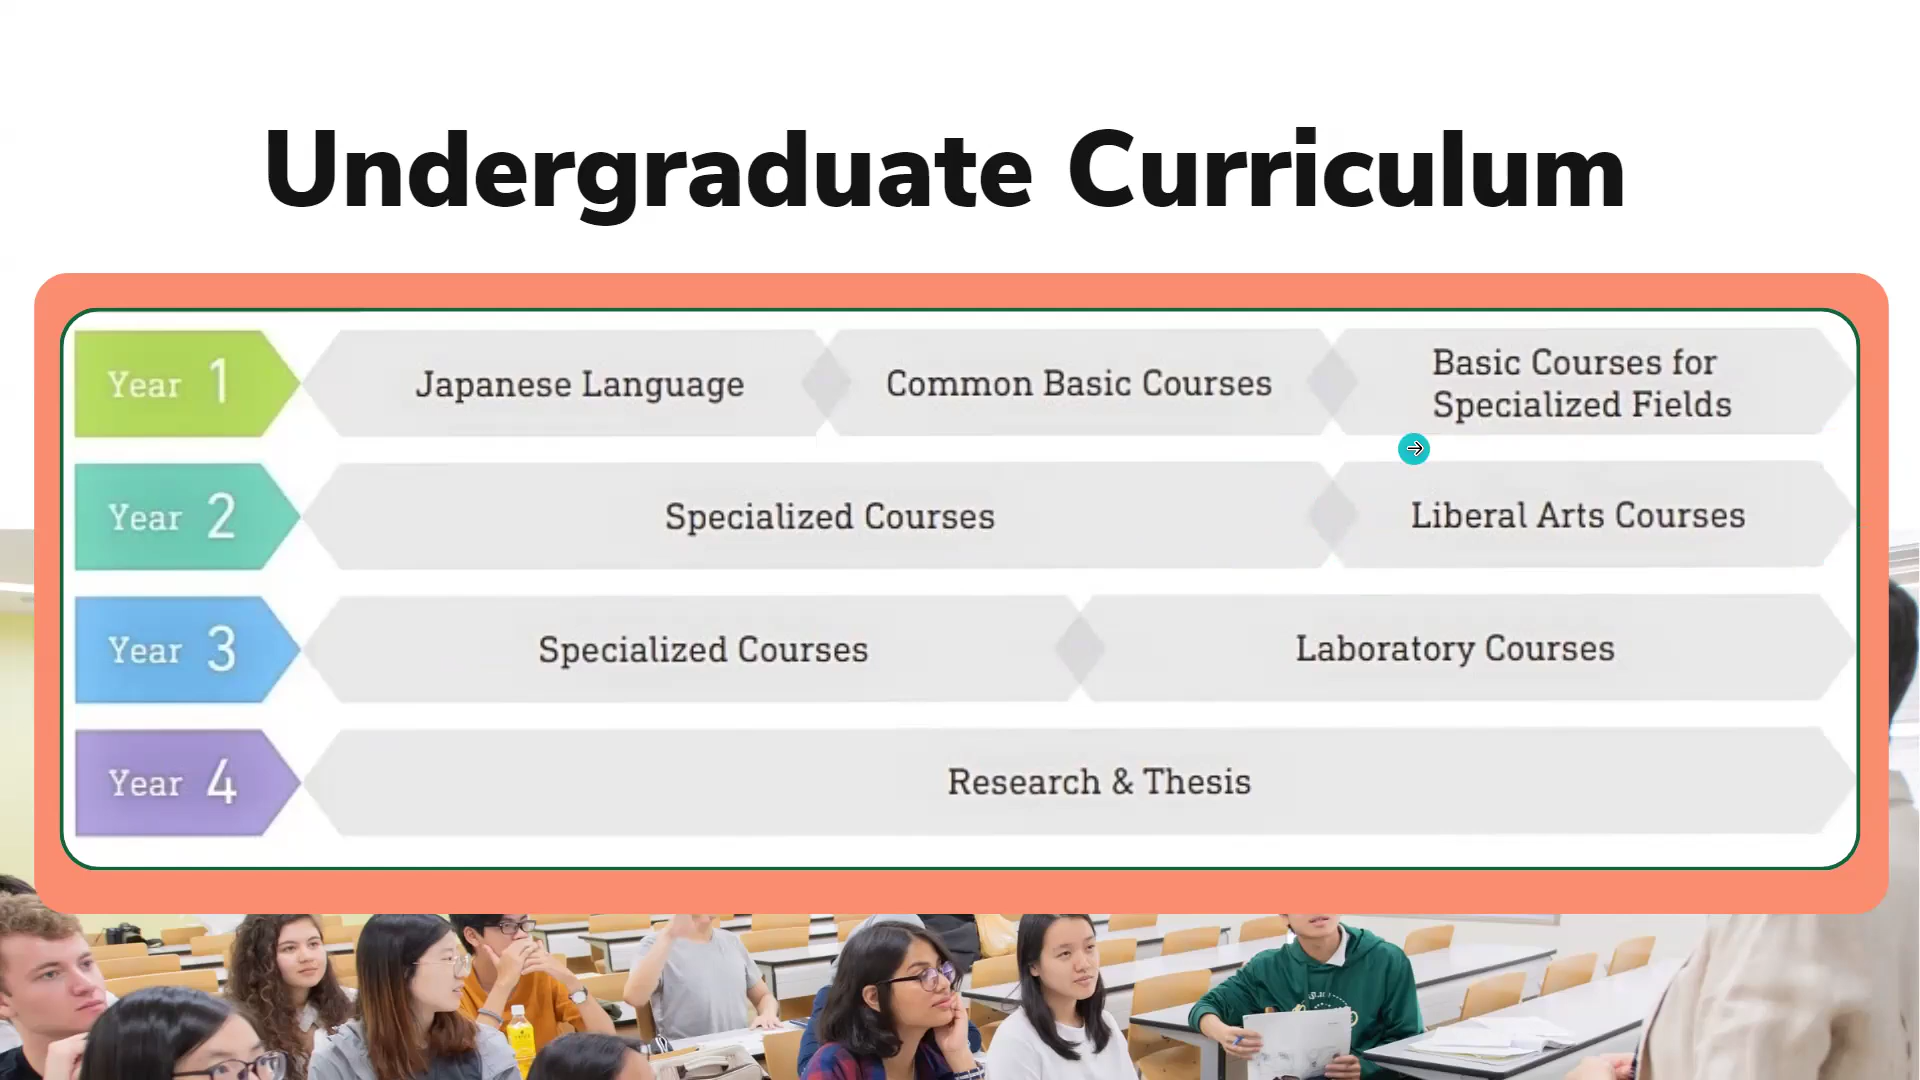 Undergraduate Curriculum
Year 1
Japanese Language
Common Basic Courses
Basic Courses for
Specialized Fields
Year 2
Specialized Courses
Liberal Arts Courses
Year 3
Specialized Courses
Laboratory Courses
Year 4
Research & Thesis